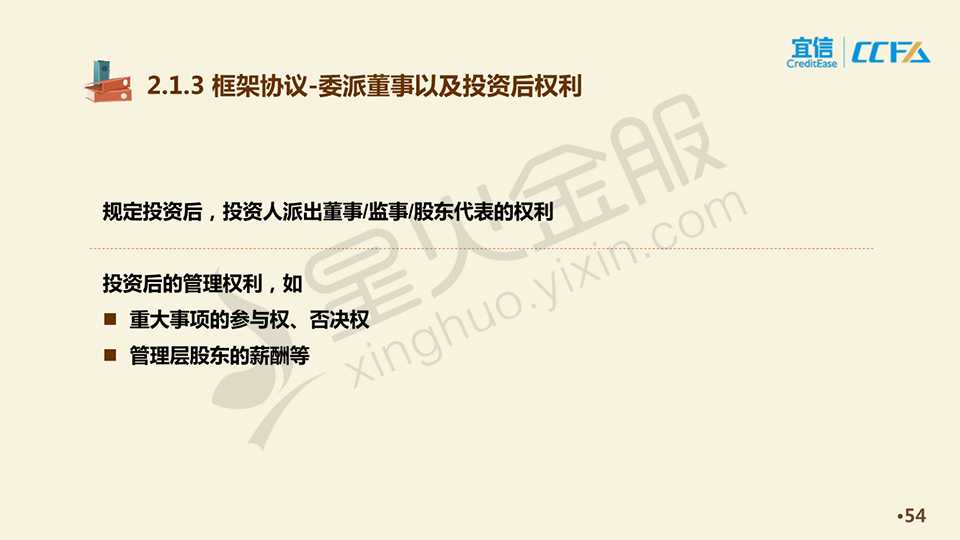 宜信
CreditEase
CCFA
2.1.3 框架协议-委派董事以及投资后权利
规定投资后，投资人派出董事/监事/股东代表的权利
投资后的管理权利，如
■ 重大事项的参与权、否决权
■ 管理层股东的薪酬等
星火金服
xinghuo.yixin.com
•54